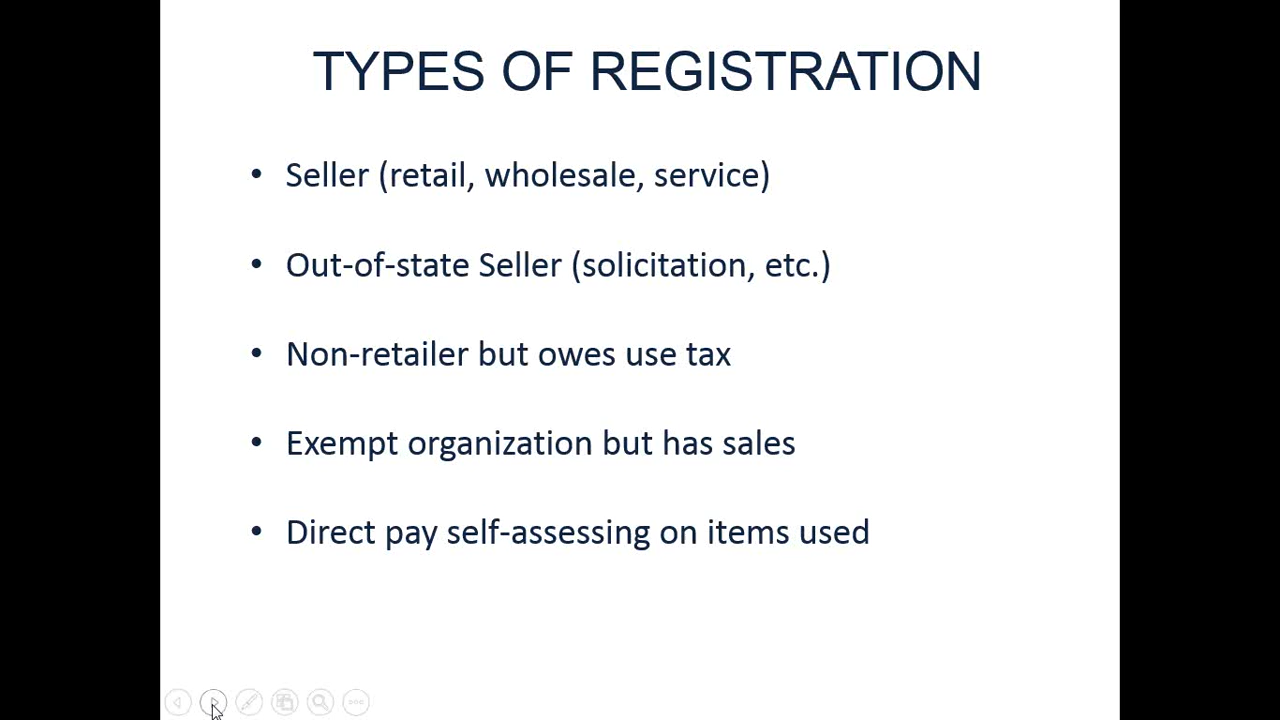 TYPES OF REGISTRATION
• Seller (retail, wholesale, service)
• Out-of-state Seller (solicitation, etc.)
• Non-retailer but owes use tax
• Exempt organization but has sales
• Direct pay self-assessing on items used